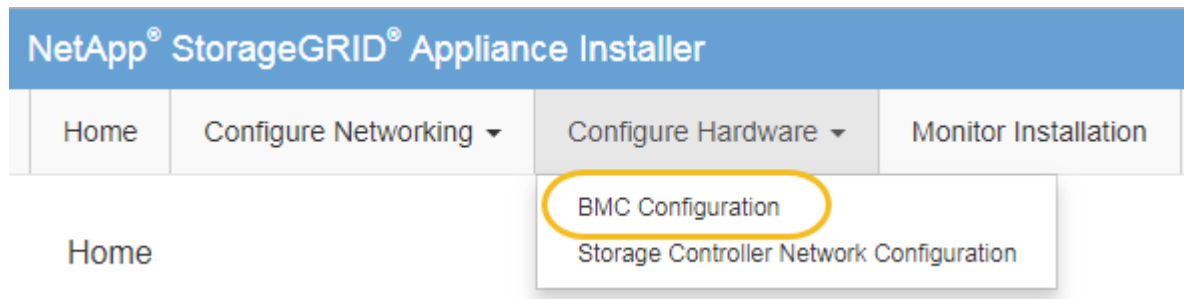 NetApp® StorageGRID® Appliance Installer
Home Configure Networking Configure Hardware Monitor Installation
BMC Configuration
Home Storage Controller Network Configuration